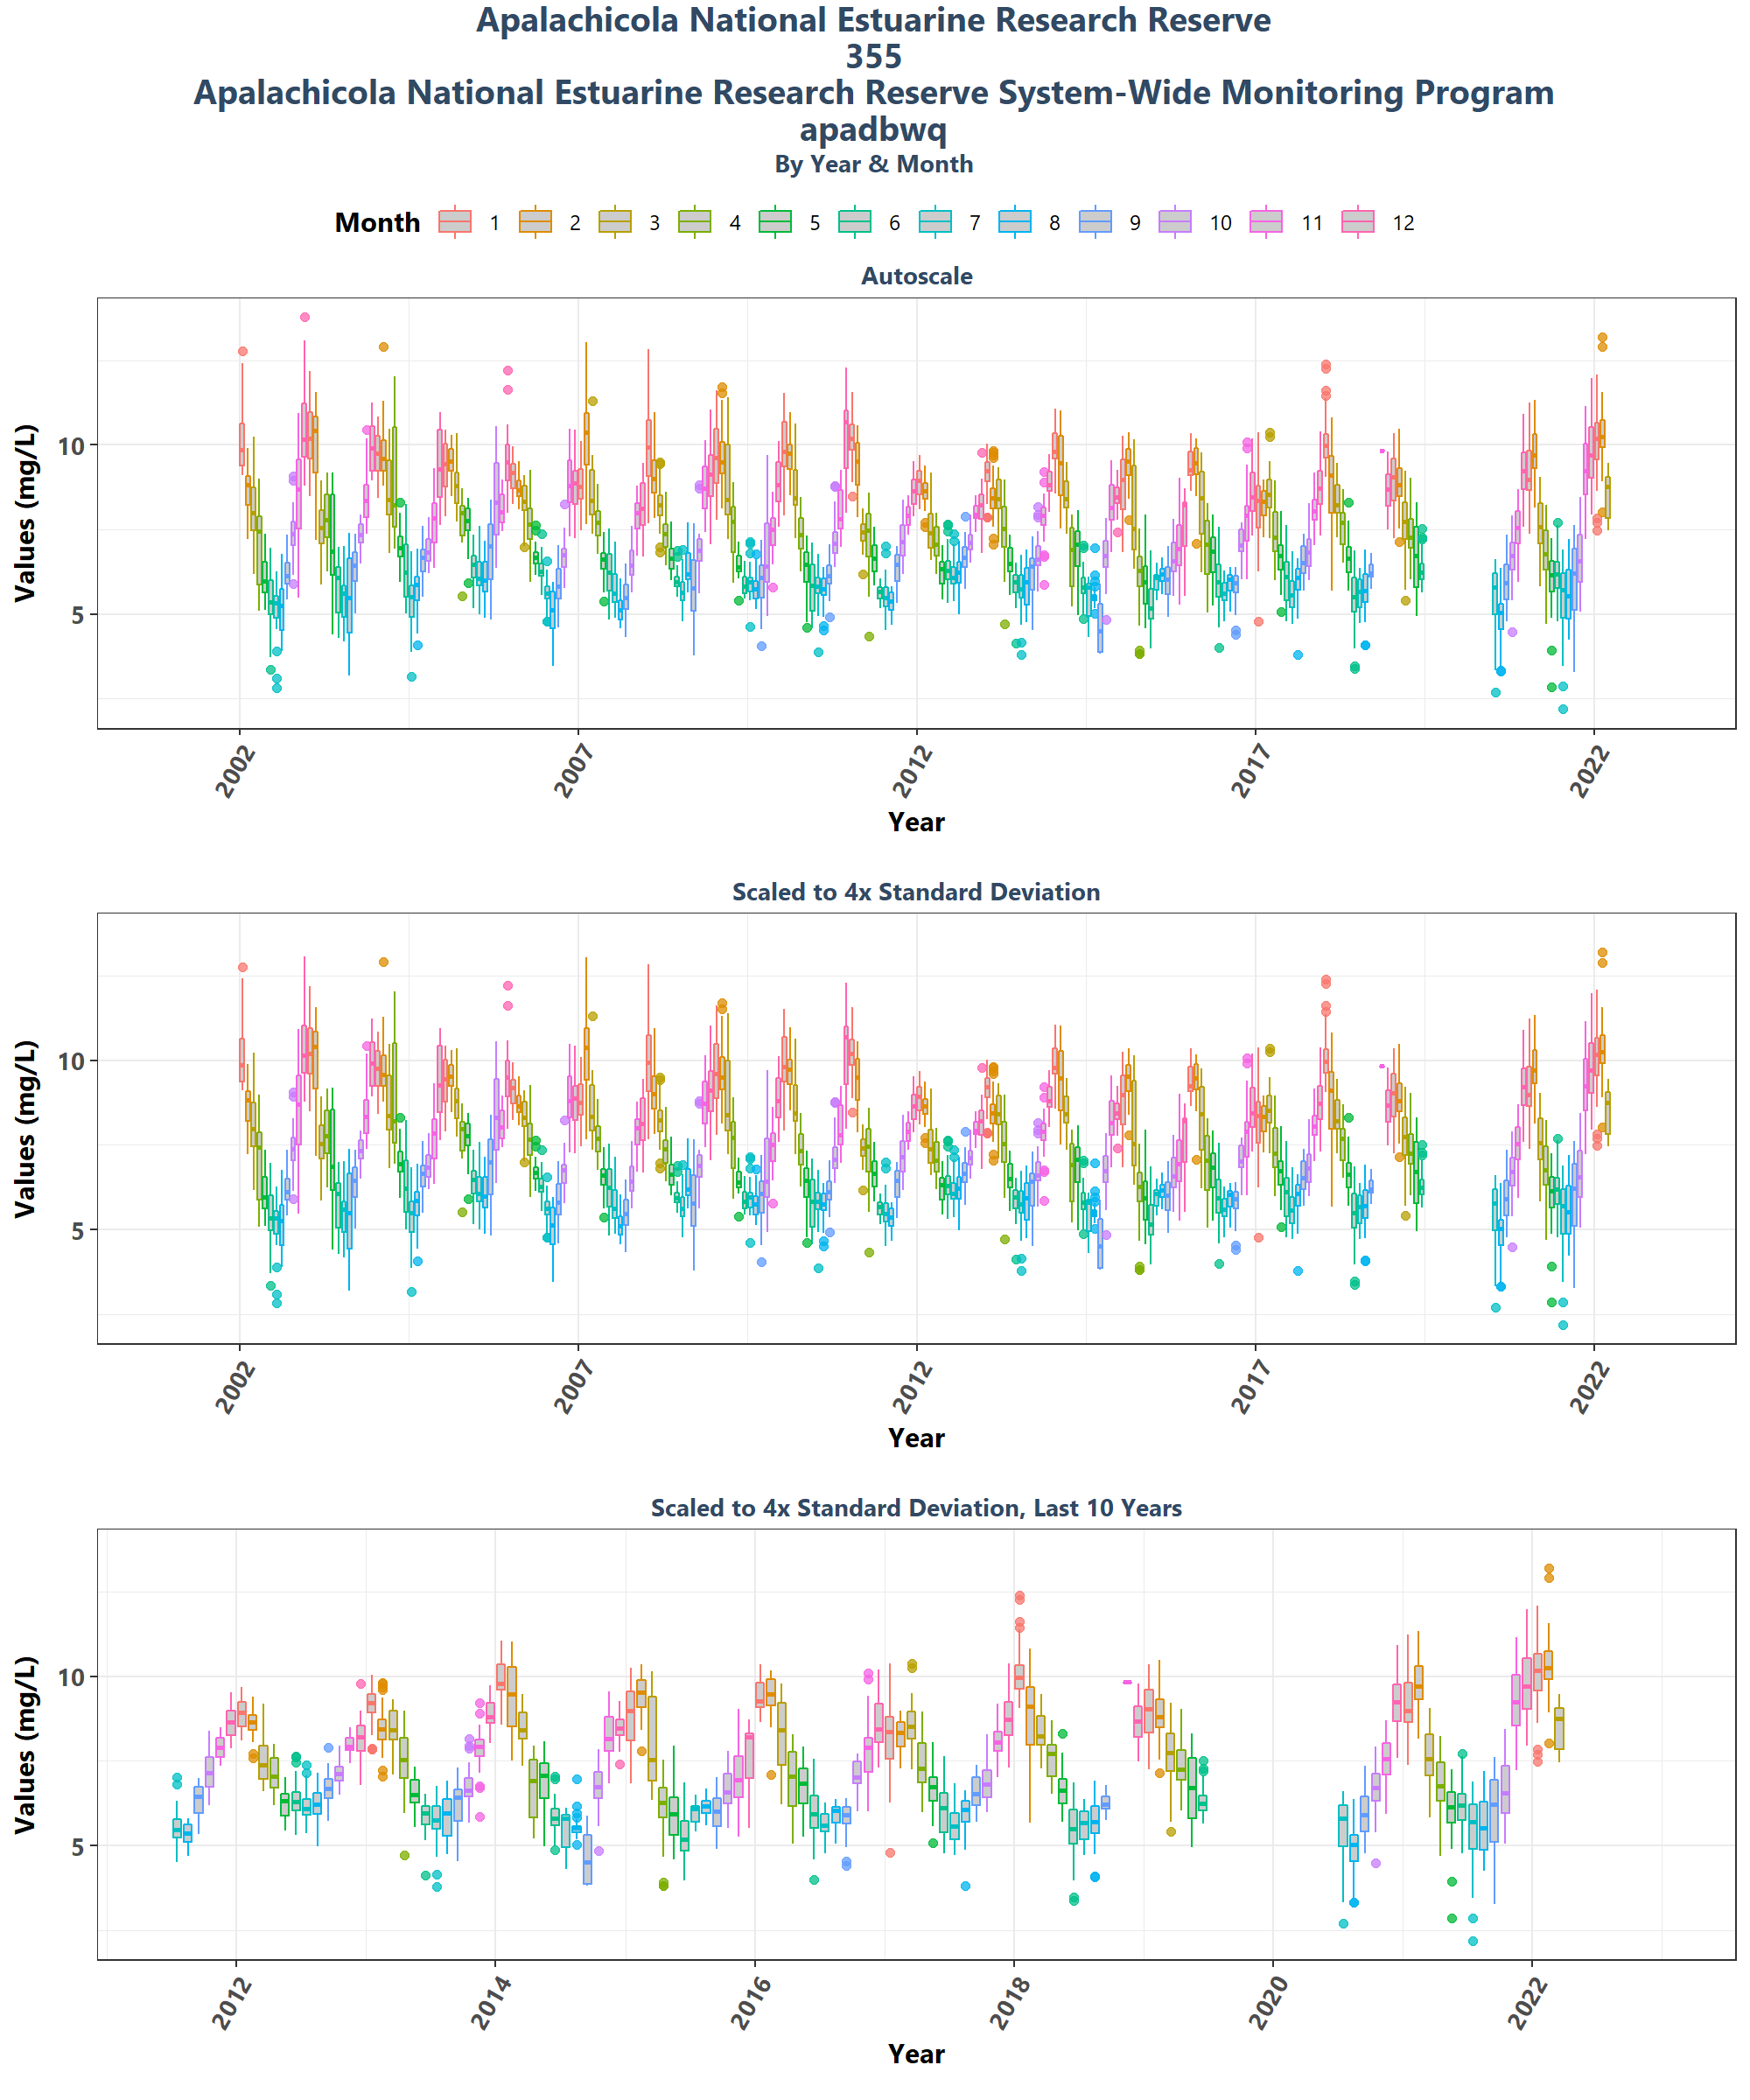 Apalachicola National Estuarine Research Reserve
355
Apalachicola National Estuarine Research Reserve System-Wide Monitoring Program
apadbwq
By Year & Month
Month 1 2 3 4 5 6 7 8 9 10 11 12
Autoscale
Values (mg/L)
10
5
2002 2007 2012 2017 2022
Year
Scaled to 4x Standard Deviation
Values (mg/L)
10
5
2002 2007 2012 2017 2022
Year
Scaled to 4x Standard Deviation, Last 10 Years
Values (mg/L)
10
5
2012 2014 2016 2018 2020 2022
Year